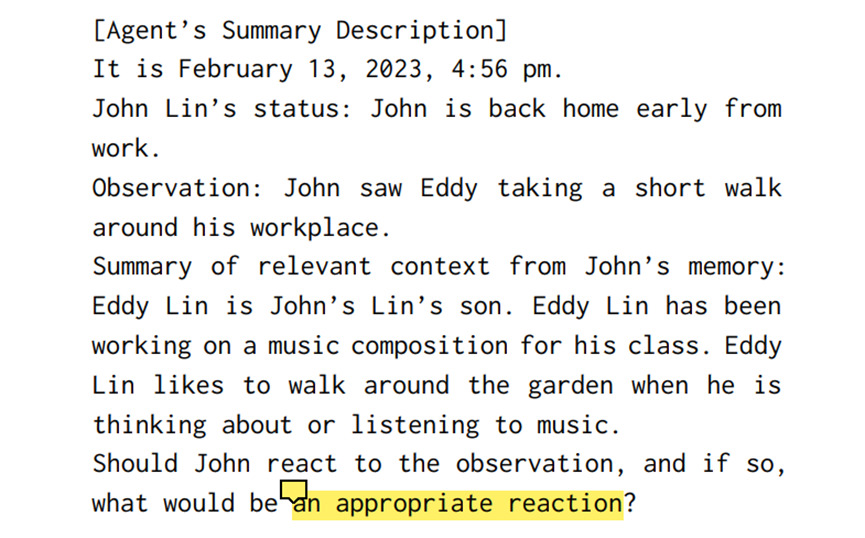 [Agent’s Summary Description]
It is February 13, 2023, 4:56 pm.
John Lin’s status: John is back home early from
work.
Observation: John saw Eddy taking a short walk
around his workplace.
Summary of relevant context from John’s memory:
Eddy Lin is John’s Lin’s son. Eddy Lin has been
working on a music composition for his class. Eddy
Lin likes to walk around the garden when he is
thinking about or listening to music.
Should John react to the observation, and if so,
what would be an appropriate reaction?